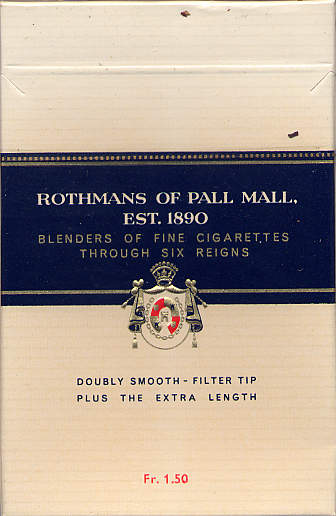 ROTHMANS OF PALL MALL,
EST. 1890
BLENDERS OF FINE CIGARETTES
THROUGH SIX REIGNS
DOUBLY SMOOTH - FILTER TIP
PLUS THE EXTRA LENGTH
Fr. 1.50